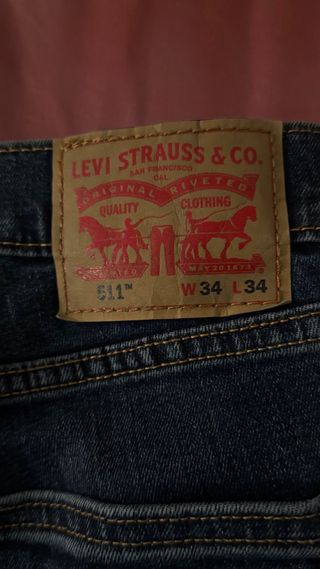 LEVI STRAUSS & CO.
SAN FRANCISCO
CAL
ORIGINAL RIVETED
QUALITY CLOTHING
MAY 20 1873
511™ W 34 L 34